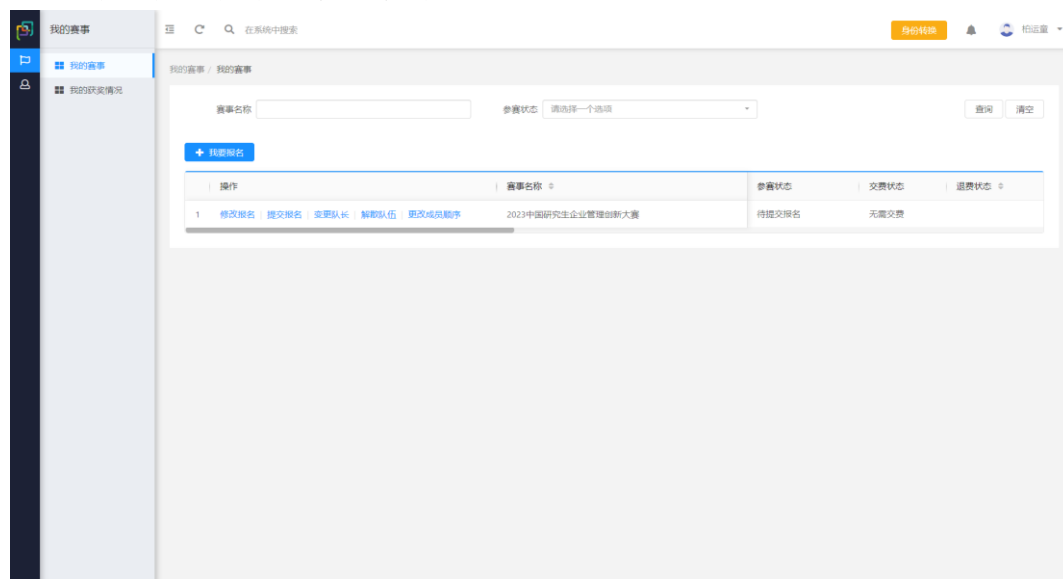 我的赛事 在系统中搜索 身份转换 柏运童
我的赛事 我的赛事 / 我的赛事
我的获奖情况
赛事名称 参赛状态 请选择一个选项 查询 清空
+ 我要报名
操作 赛事名称 参赛状态 交费状态 退费状态
1 修改报名 提交报名 变更队长 解散队伍 更改成员顺序 2023中国研究生企业管理创新大赛 待提交报名 无需交费